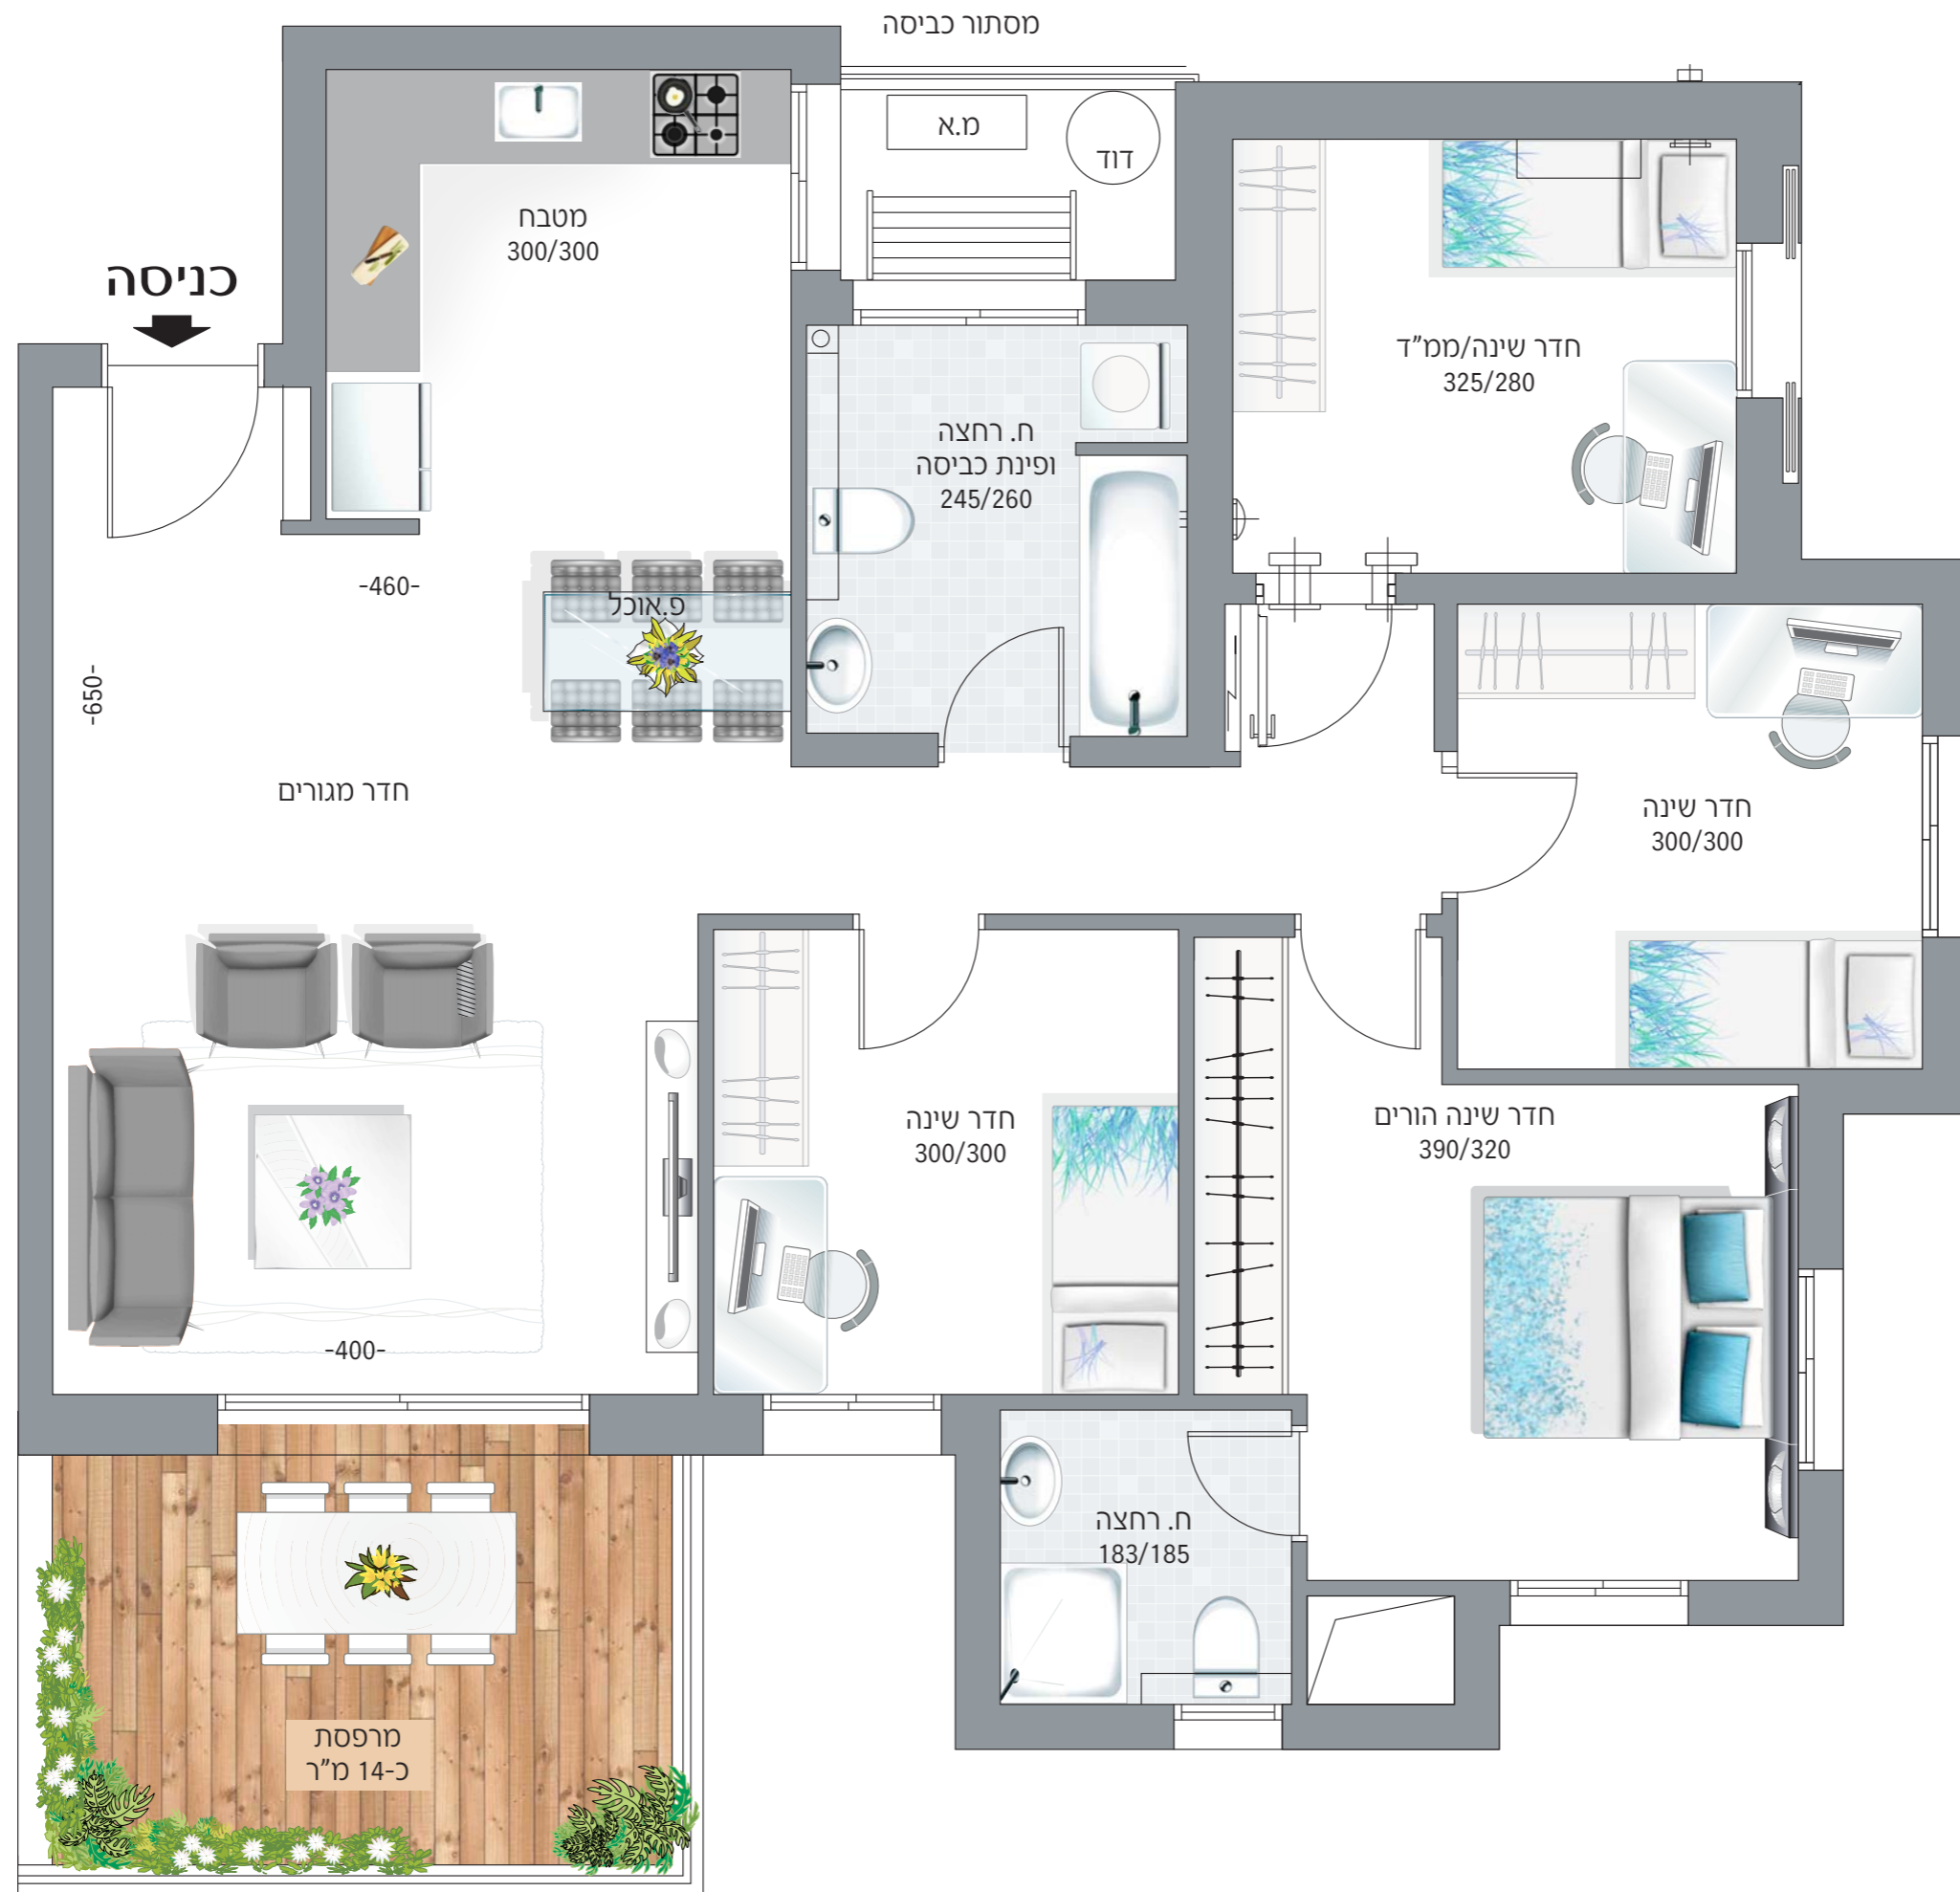 מסתור כביסה
מ.א
דוד
מטבח
300/300
כניסה
חדר שינה/ממ"ד
325/280
ח. רחצה
ופינת כביסה
245/260
-460-
פ.אוכל
-650-
חדר מגורים
חדר שינה
300/300
חדר שינה
300/300
חדר שינה הורים
390/320
-400-
ח. רחצה
183/185
מרפסת
כ-14 מ"ר